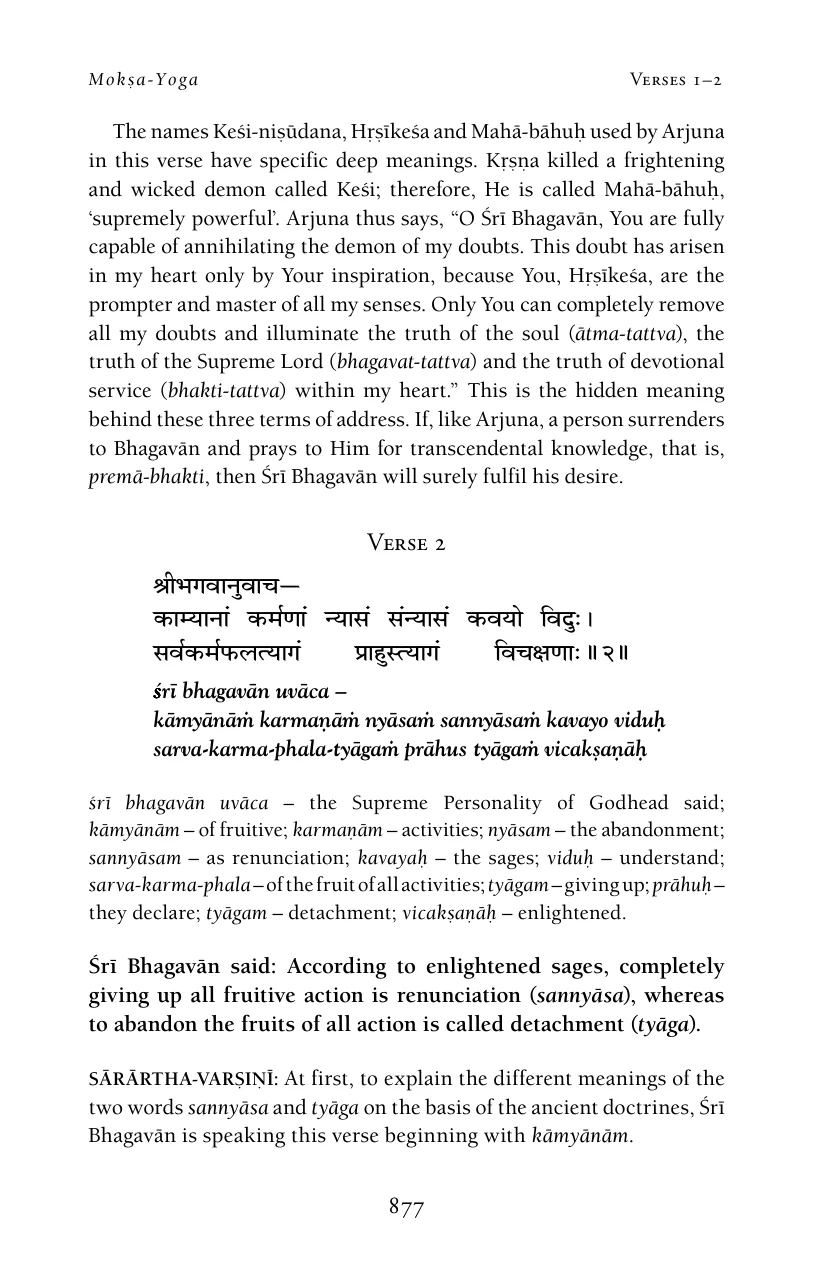 Mokṣa-Yoga Verses 1–2
The names Keśi-niṣūdana, Hṛṣīkeśa and Mahā-bāhuḥ used by Arjuna
in this verse have specific deep meanings. Kṛṣṇa killed a frightening
and wicked demon called Keśi; therefore, He is called Mahā-bāhuḥ,
‘supremely powerful’. Arjuna thus says, “O Śrī Bhagavān, You are fully
capable of annihilating the demon of my doubts. This doubt has arisen
in my heart only by Your inspiration, because You, Hṛṣīkeśa, are the
prompter and master of all my senses. Only You can completely remove
all my doubts and illuminate the truth of the soul (ātma-tattva), the
truth of the Supreme Lord (bhagavat-tattva) and the truth of devotional
service (bhakti-tattva) within my heart.” This is the hidden meaning
behind these three terms of address. If, like Arjuna, a person surrenders
to Bhagavān and prays to Him for transcendental knowledge, that is,
premā-bhakti, then Śrī Bhagavān will surely fulfil his desire.
Verse 2
श्रीभगवानुवाच—
काम्यानां कर्मणां न्यासं संन्यासं कवयो विदुः।
सर्वकर्मफलत्यागं प्राहुस्त्यागं विचक्षणाः॥२॥
śrī bhagavān uvāca –
kāmyānāṁ karmaṇāṁ nyāsaṁ sannyāsaṁ kavayo viduḥ
sarva-karma-phala-tyāgaṁ prāhus tyāgaṁ vicakṣaṇāḥ
śrī bhagavān uvāca – the Supreme Personality of Godhead said;
kāmyānām – of fruitive; karmaṇām – activities; nyāsam – the abandonment;
sannyāsam – as renunciation; kavayaḥ – the sages; viduḥ – understand;
sarva-karma-phala – of the fruit of all activities; tyāgam – giving up; prāhuḥ –
they declare; tyāgam – detachment; vicakṣaṇāḥ – enlightened.
Śrī Bhagavān said: According to enlightened sages, completely
giving up all fruitive action is renunciation (sannyāsa), whereas
to abandon the fruits of all action is called detachment (tyāga).
SĀRĀRTHA-VARṢIṆĪ: At first, to explain the different meanings of the
two words sannyāsa and tyāga on the basis of the ancient doctrines, Śrī
Bhagavān is speaking this verse beginning with kāmyānām.
877